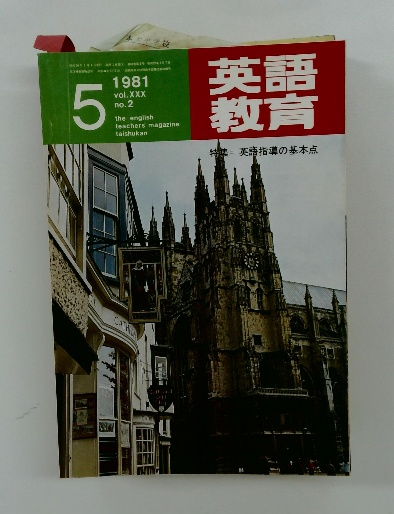 5
1981
vol.XXX
no.2
the english
teachers magazine
taishukan
英語
教育
特集＝英語指導の基本点